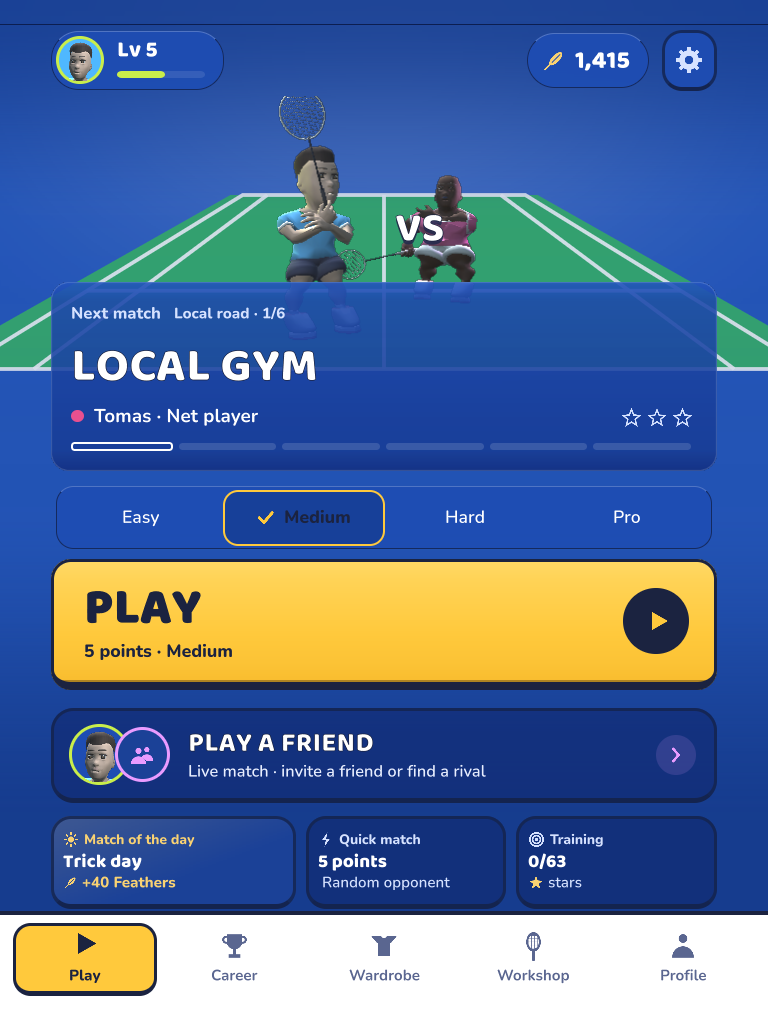 Lv 5
1,415
VS
Next match Local road · 1/6
LOCAL GYM
Tomas · Net player
Easy
Medium
Hard
Pro
PLAY
5 points · Medium
PLAY A FRIEND
Live match · invite a friend or find a rival
Match of the day
Trick day
+40 Feathers
Quick match
5 points
Random opponent
Training
0/63
stars
Play
Career
Wardrobe
Workshop
Profile